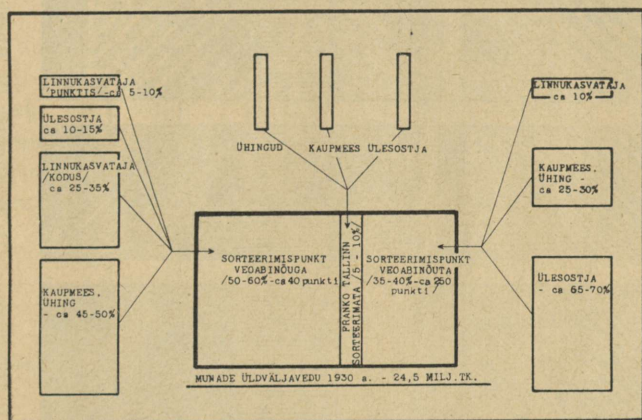 LINNUKASVATAJA
/PUNKTIS/-ca 5-10%
ÜLESOSTJA
ca 10-15%
LINNUKASVATAJA
/KODUS/
- ca 25-35%
KAUPMEES,
ÜHING
- ca 45-50%
ÜHINGUD
KAUPMEES
ÜLESOSTJA
SORTEERIMISPUNKT
VEOABINÕUGA
/50-60%-ca 40 punkti/
PRANKO TALLINN
SORTEERIMATA /5 - 10%/
SORTEERIMISPUNKT
VEOABINÕUTA
/35-40%-ca 250
punkti/
LINNUKASVATAJA
ca 10%
KAUPMEES,
ÜHING -
ca 25-30%
ÜLESOSTJA
- ca 65-70%
MUNADE ÜLDVÄLJAVEDU 1930 a. - 24,5 MILJ.TK.